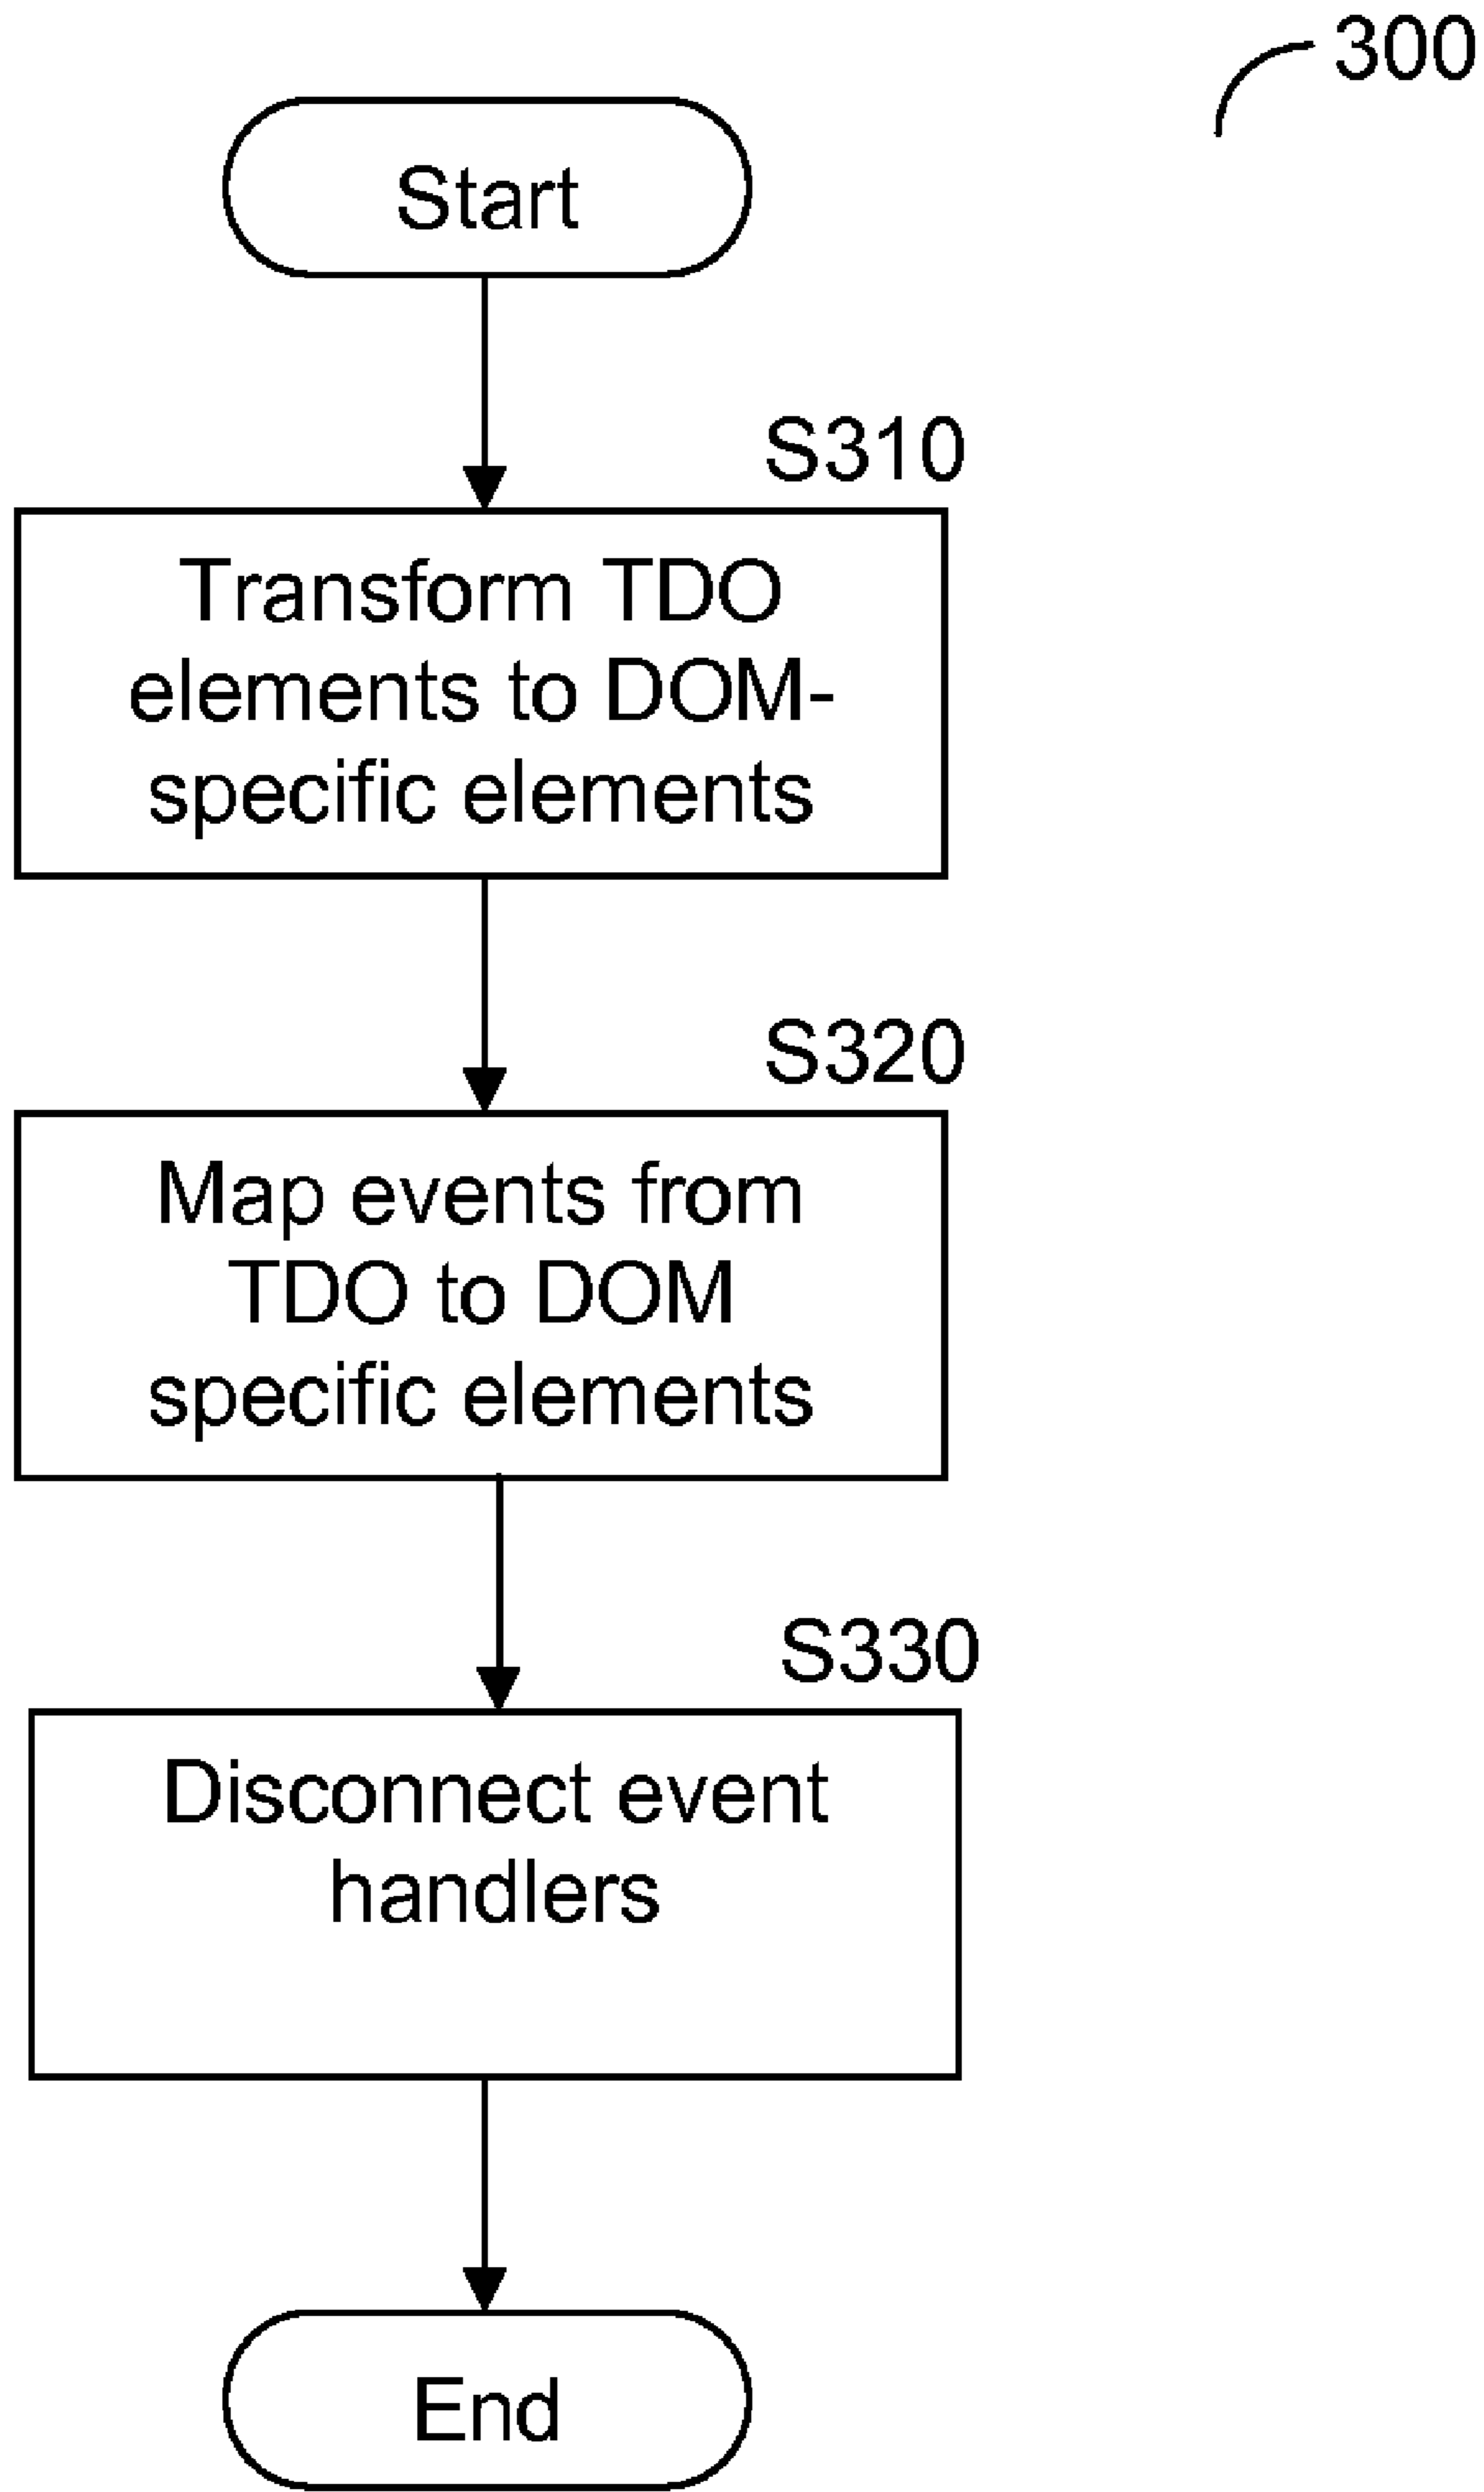 300
Start
S310
Transform TDO
elements to DOM-
specific elements
S320
Map events from
TDO to DOM
specific elements
S330
Disconnect event
handlers
End